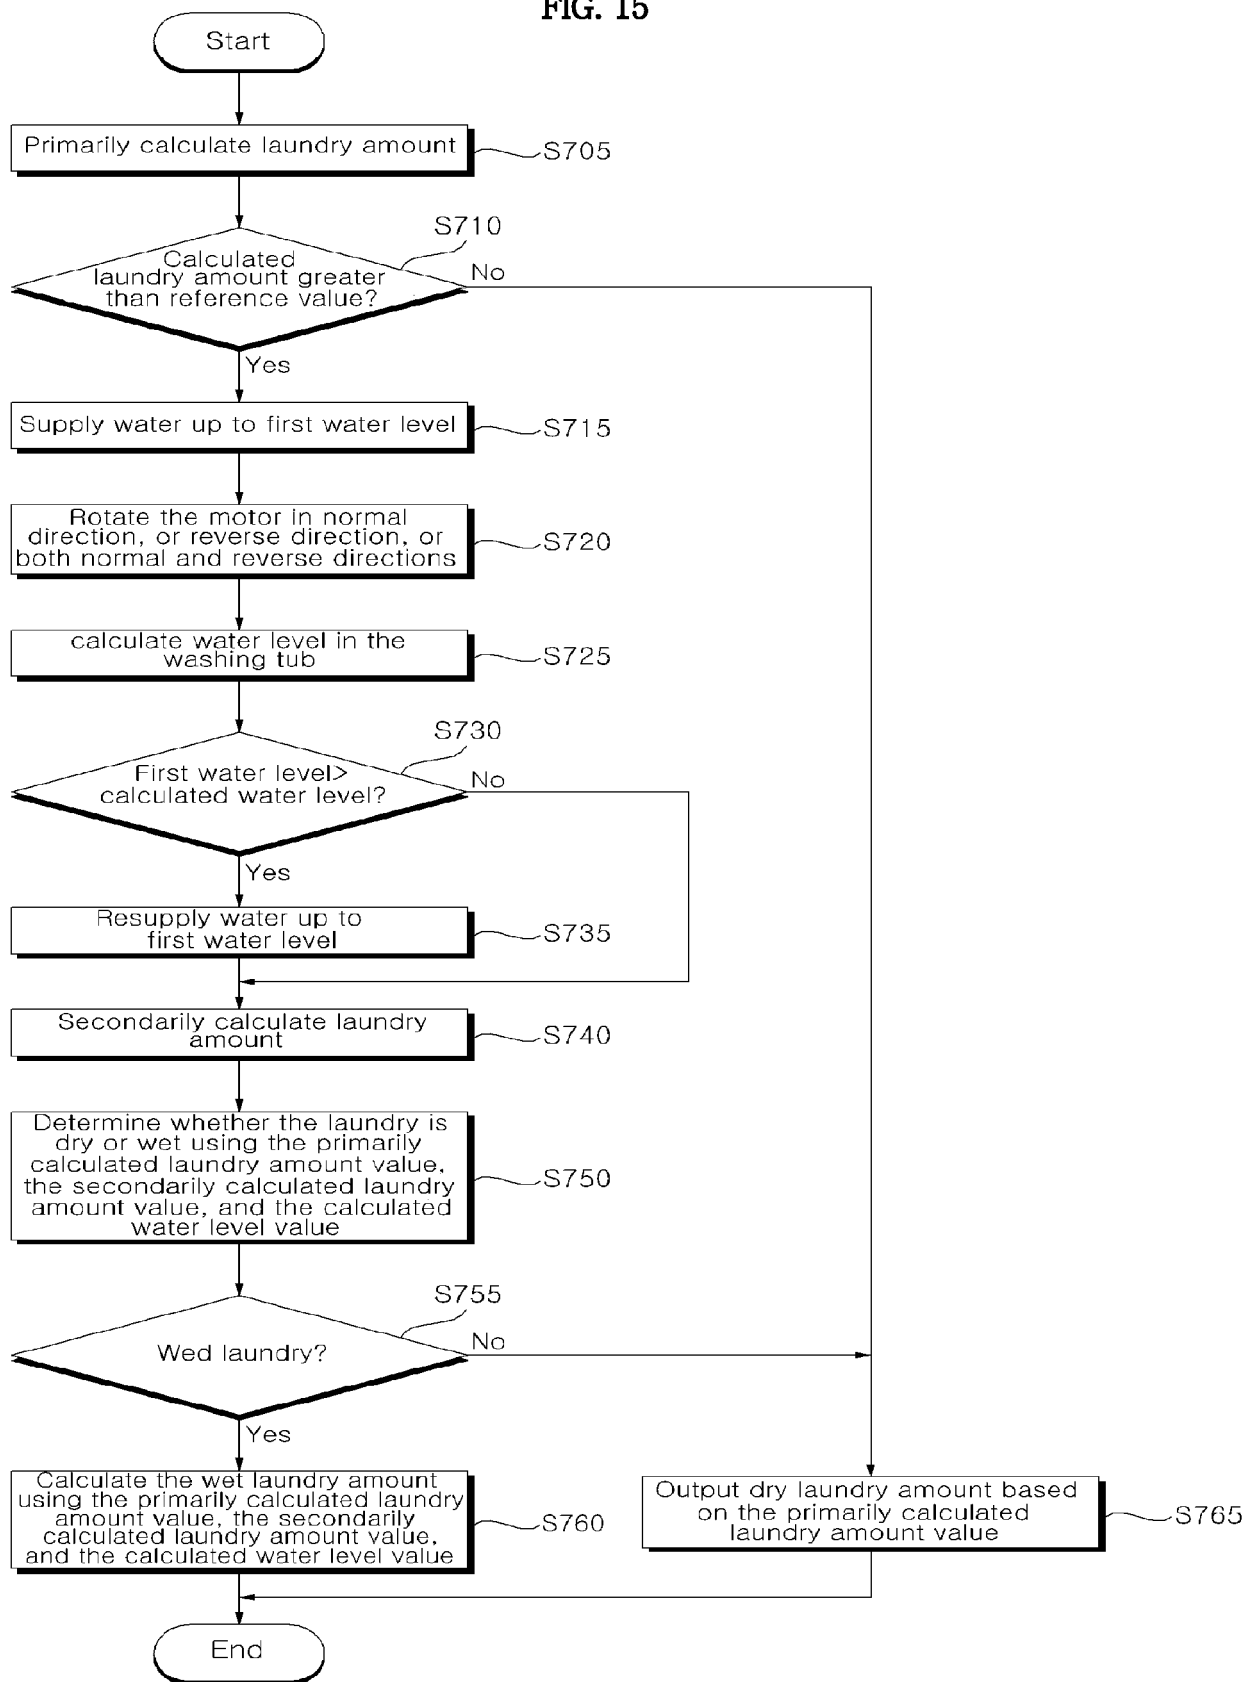 FIG. 15
Start
Primarily calculate laundry amount
S705
S710
Calculated
laundry amount greater
than reference value?
No
Yes
Supply water up to first water level
S715
Rotate the motor in normal
direction, or reverse direction, or
both normal and reverse directions
S720
calculate water level in the
washing tub
S725
S730
First water level>
calculated water level?
No
Yes
Resupply water up to
first water level
S735
Secondarily calculate laundry
amount
S740
Determine whether the laundry is
dry or wet using the primarily
calculated laundry amount value,
the secondarily calculated laundry
amount value, and the calculated
water level value
S750
S755
Wed laundry?
No
Yes
Calculate the wet laundry amount
using the primarily calculated laundry
amount value, the secondarily
calculated laundry amount value,
and the calculated water level value
S760
Output dry laundry amount based
on the primarily calculated
laundry amount value
S765
End